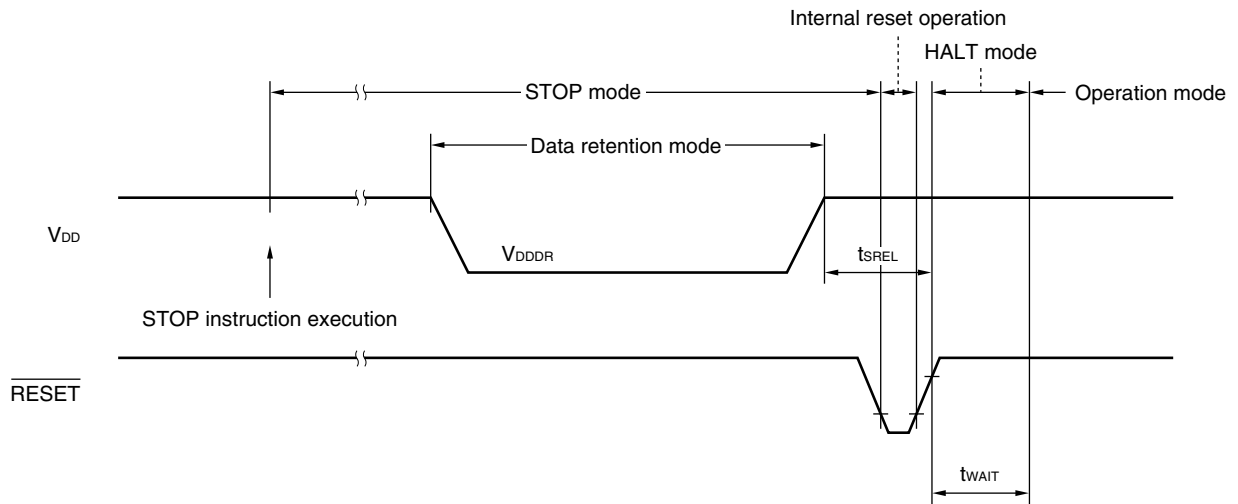 Internal reset operation
HALT mode
STOP mode
Operation mode
Data retention mode
VDD
VDDDR
tSREL
STOP instruction execution
RESET
tWAIT